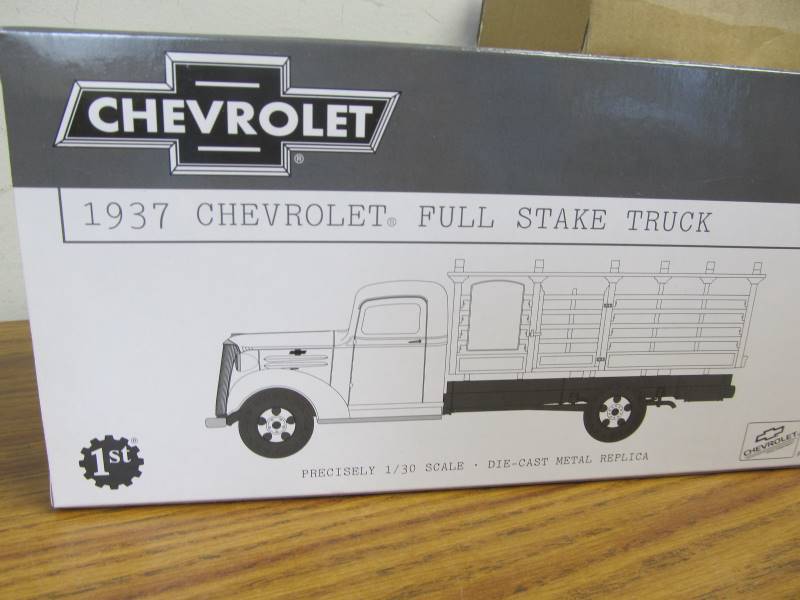 CHEVROLET®
1937 CHEVROLET® FULL STAKE TRUCK
1st®
PRECISELY 1/30 SCALE · DIE-CAST METAL REPLICA
CHEVROLET